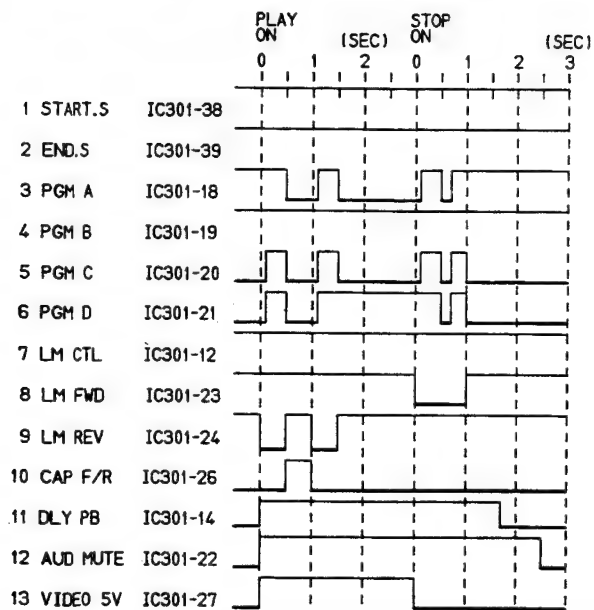 PLAY
ON
STOP
ON
(SEC)
(SEC)
0 1 2 0 1 2 3
1 START.S IC301-38
2 END.S IC301-39
3 PGM A IC301-18
4 PGM B IC301-19
5 PGM C IC301-20
6 PGM D IC301-21
7 LM CTL IC301-12
8 LM FWD IC301-23
9 LM REV IC301-24
10 CAP F/R IC301-26
11 DLY PB IC301-14
12 AUD MUTE IC301-22
13 VIDEO 5V IC301-27